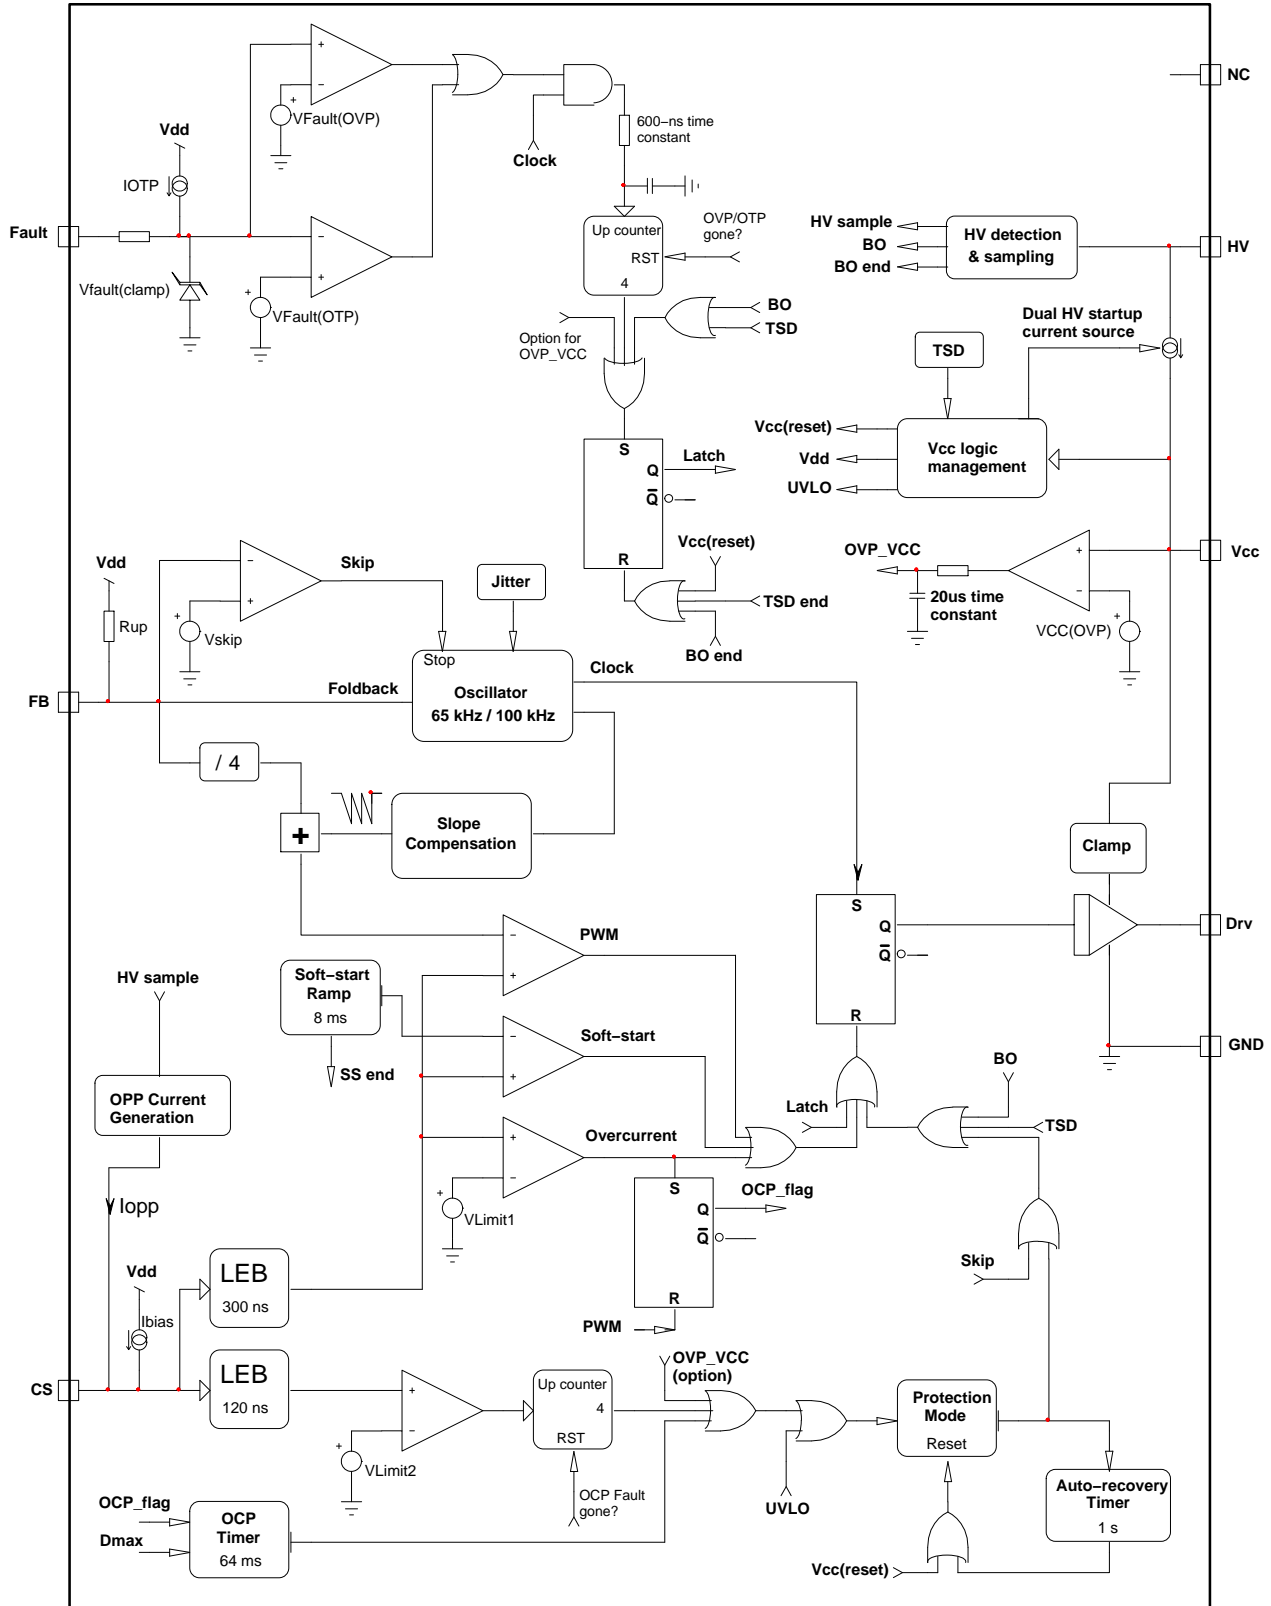 NC
VFault(OVP)
Vdd
IOTP
Clock
600–ns time
constant
Fault
Vfault(clamp)
VFault(OTP)
Up counter
RST
4
OVP/OTP
gone?
HV sample
BO
BO end
HV detection
& sampling
HV
Option for
OVP_VCC
BO
TSD
Dual HV startup
current source
TSD
Vcc(reset)
Vdd
UVLO
Vcc logic
management
S
Q
Q
R
Latch
Vcc(reset)
TSD end
BO end
OVP_VCC
20us time
constant
VCC(OVP)
Vcc
Vdd
Rup
Skip
Vskip
Jitter
Stop
Oscillator
65 kHz / 100 kHz
Clock
FB
Foldback
/ 4
+
Slope
Compensation
Clamp
S
Q
Q
R
Drv
PWM
HV sample
Soft–start
Ramp
8 ms
Soft–start
SS end
GND
BO
OPP Current
Generation
Latch
TSD
Overcurrent
Iopp
VLimit1
S
Q
Q
R
OCP_flag
PWM
Skip
Vdd
Ibias
LEB
300 ns
CS
LEB
120 ns
VLimit2
Up counter
4
RST
OCP Fault
gone?
OVP_VCC
(option)
UVLO
Protection
Mode
Reset
Auto–recovery
Timer
1 s
OCP_flag
Dmax
OCP
Timer
64 ms
Vcc(reset)